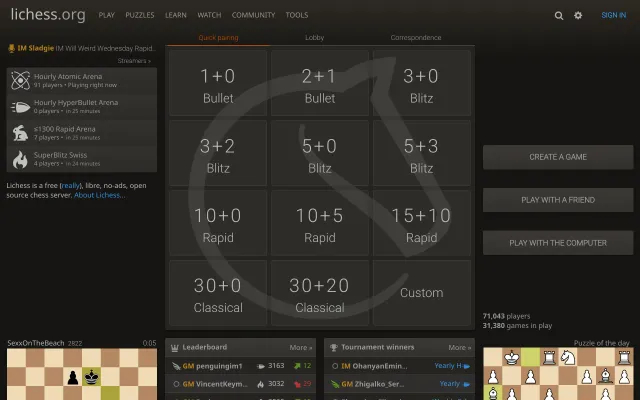 lichess.org PLAY PUZZLES LEARN WATCH COMMUNITY TOOLS SIGN IN
IM Sladgie IM Will Weird Wednesday Rapid..
Streamers »
Hourly Atomic Arena
91 players • Playing right now
Hourly HyperBullet Arena
0 players • in 25 minutes
≤1300 Rapid Arena
7 players • in 25 minutes
SuperBlitz Swiss
4 players • in 24 minutes
Lichess is a free (really), libre, no-ads, open
source chess server. About Lichess...
Quick pairing Lobby Correspondence
1+0 2+1 3+0
Bullet Bullet Blitz
3+2 5+0 5+3
Blitz Blitz Blitz
10+0 10+5 15+10
Rapid Rapid Rapid
30+0 30+20 Custom
Classical Classical
CREATE A GAME
PLAY WITH A FRIEND
PLAY WITH THE COMPUTER
71,043 players
31,380 games in play
SexxOnTheBeach 2822 0:05
Leaderboard More »
GM penguingim1 3163 12
GM VincentKeym... 3032
Tournament winners More »
IM OhanyanEmin... Yearly H
GM Zhigalko_Ser... Yearly
Puzzle of the day